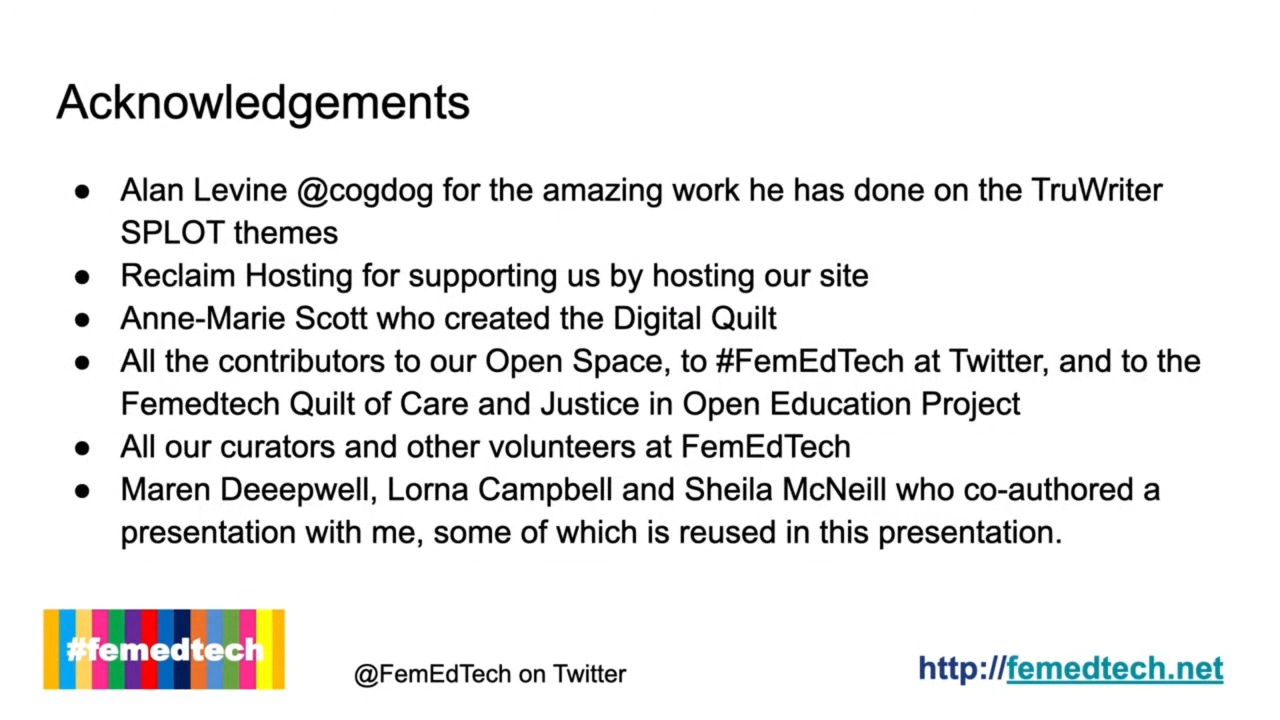 Acknowledgements
● Alan Levine @cogdog for the amazing work he has done on the TruWriter
SPLOT themes
● Reclaim Hosting for supporting us by hosting our site
● Anne-Marie Scott who created the Digital Quilt
● All the contributors to our Open Space, to #FemEdTech at Twitter, and to the
Femedtech Quilt of Care and Justice in Open Education Project
● All our curators and other volunteers at FemEdTech
● Maren Deeepwell, Lorna Campbell and Sheila McNeill who co-authored a
presentation with me, some of which is reused in this presentation.
#femedtech
@FemEdTech on Twitter
http://femedtech.net